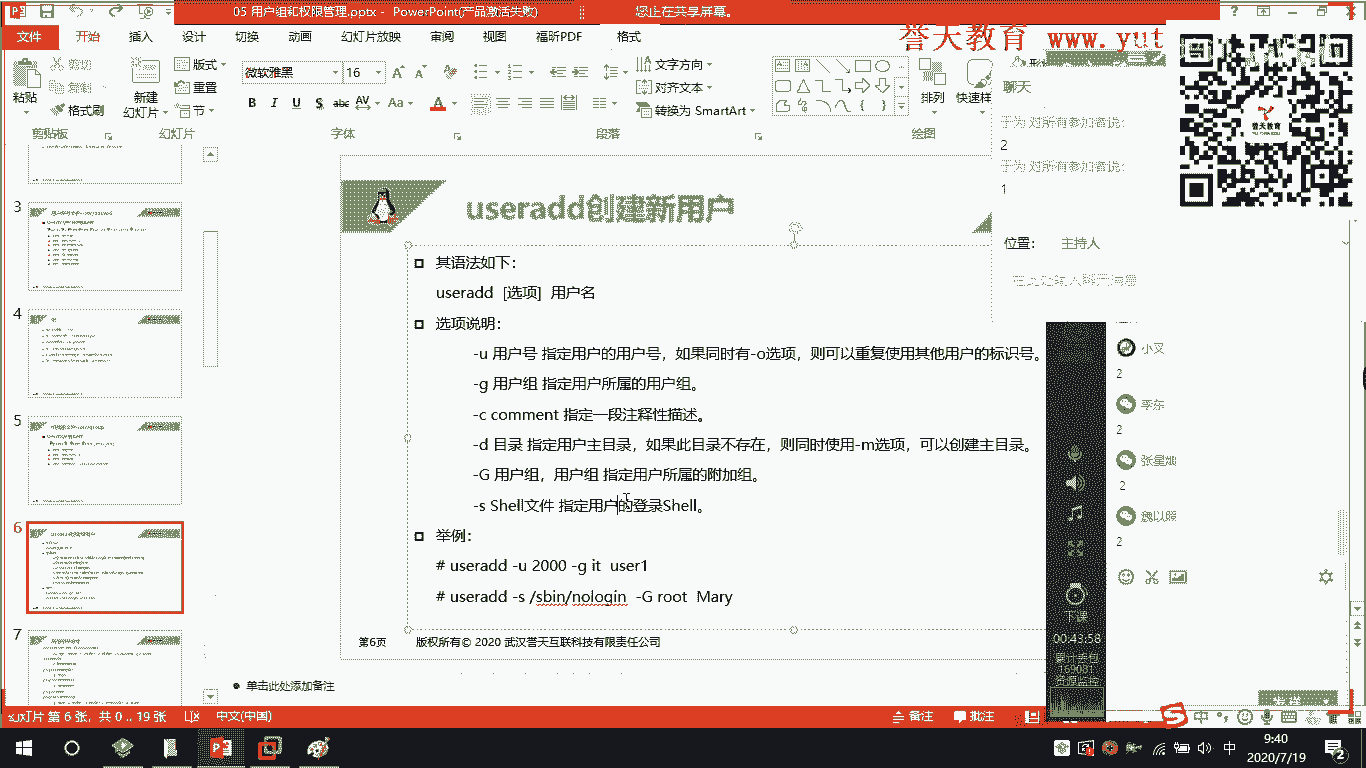 05 用户组和权限管理.pptx - PowerPoint(产品激活失败)
您正在共享屏幕。
文件 开始 插入 设计 切换 动画 幻灯片放映 审阅 视图 福昕PDF 格式
誉天教育 www.yut
粘贴
剪切
复制
格式刷
剪贴板
新建
幻灯片
版式
重置
节
幻灯片
微软雅黑 16
字体
文字方向
对齐文本
转换为 SmartArt
段落
排列
快速样
绘图
聊天
于为 对所有参加者说:
2
于为 对所有参加者说:
1
位置: 主持人
誉天教育
小叉
2
李东
2
2
魏以照
2
下课
00:43:58
累计丢包
169081
资源监控
3
4
5
6
7
useradd创建新用户
其语法如下:
useradd [选项] 用户名
选项说明:
-u 用户号 指定用户的用户号，如果同时有-o选项，则可以重复使用其他用户的标识号。
-g 用户组 指定用户所属的用户组。
-c comment 指定一段注释性描述。
-d 目录 指定用户主目录，如果此目录不存在，则同时使用-m选项，可以创建主目录。
-G 用户组，用户组 指定用户所属的附加组。
-s Shell文件 指定用户的登录Shell。
举例:
# useradd -u 2000 -g it user1
# useradd -s /sbin/nologin -G root Mary
第6页 版权所有© 2020 武汉誉天互联科技有限责任公司
单击此处添加备注
幻灯片 第 6 张，共 0 .. 19 张 中文(中国)
备注 批注
中
中
9:40
2020/7/19
2